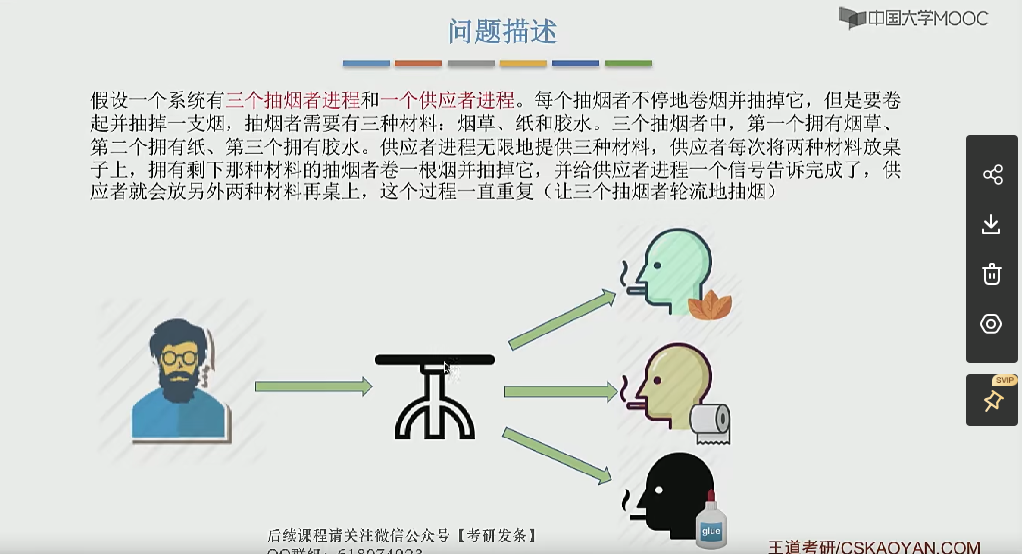 中国大学MOOC
问题描述
假设一个系统有三个抽烟者进程和一个供应者进程。每个抽烟者不停地卷烟并抽掉它，但是要卷
起并抽掉一支烟，抽烟者需要有三种材料：烟草、纸和胶水。三个抽烟者中，第一个拥有烟草、
第二个拥有纸、第三个拥有胶水。供应者进程无限地提供三种材料，供应者每次将两种材料放桌
子上，拥有剩下那种材料的抽烟者卷一根烟并抽掉它，并给供应者进程一个信号告诉完成了，供
应者就会放另外两种材料再桌上，这个过程一直重复（让三个抽烟者轮流地抽烟）
SVIP
glue
后续课程请关注微信公众号【考研发条】
王道考研/CSKAOYAN.COM